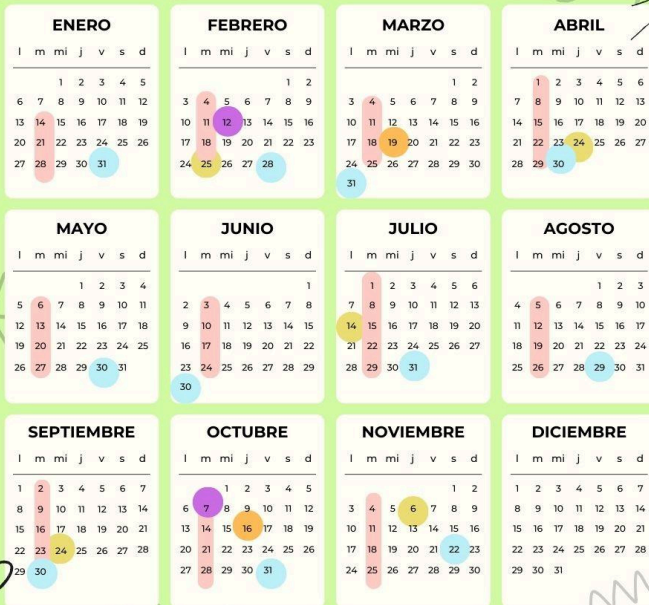 ENERO
l m mi j v s d
1 2 3 4 5
6 7 8 9 10 11 12
13 14 15 16 17 18 19
20 21 22 23 24 25 26
27 28 29 30 31
FEBRERO
l m mi j v s d
1 2
3 4 5 6 7 8 9
10 11 12 13 14 15 16
17 18 19 20 21 22 23
24 25 26 27 28
MARZO
l m mi j v s d
1 2
3 4 5 6 7 8 9
10 11 12 13 14 15 16
17 18 19 20 21 22 23
24 25 26 27 28 29 30
31
ABRIL
l m mi j v s d
1 2 3 4 5 6
7 8 9 10 11 12 13
14 15 16 17 18 19 20
21 22 23 24 25 26 27
28 29 30
MAYO
l m mi j v s d
1 2 3 4
5 6 7 8 9 10 11
12 13 14 15 16 17 18
19 20 21 22 23 24 25
26 27 28 29 30 31
JUNIO
l m mi j v s d
1
2 3 4 5 6 7 8
9 10 11 12 13 14 15
16 17 18 19 20 21 22
23 24 25 26 27 28 29
30
JULIO
l m mi j v s d
1 2 3 4 5 6
7 8 9 10 11 12 13
14 15 16 17 18 19 20
21 22 23 24 25 26 27
28 29 30 31
AGOSTO
l m mi j v s d
1 2 3
4 5 6 7 8 9 10
11 12 13 14 15 16 17
18 19 20 21 22 23 24
25 26 27 28 29 30 31
SEPTIEMBRE
l m mi j v s d
1 2 3 4 5 6 7
8 9 10 11 12 13 14
15 16 17 18 19 20 21
22 23 24 25 26 27 28
29 30
OCTUBRE
l m mi j v s d
1 2 3 4 5
6 7 8 9 10 11 12
13 14 15 16 17 18 19
20 21 22 23 24 25 26
27 28 29 30 31
NOVIEMBRE
l m mi j v s d
1 2
3 4 5 6 7 8 9
10 11 12 13 14 15 16
17 18 19 20 21 22 23
24 25 26 27 28 29 30
DICIEMBRE
l m mi j v s d
1 2 3 4 5 6 7
8 9 10 11 12 13 14
15 16 17 18 19 20 21
22 23 24 25 26 27 28
29 30 31